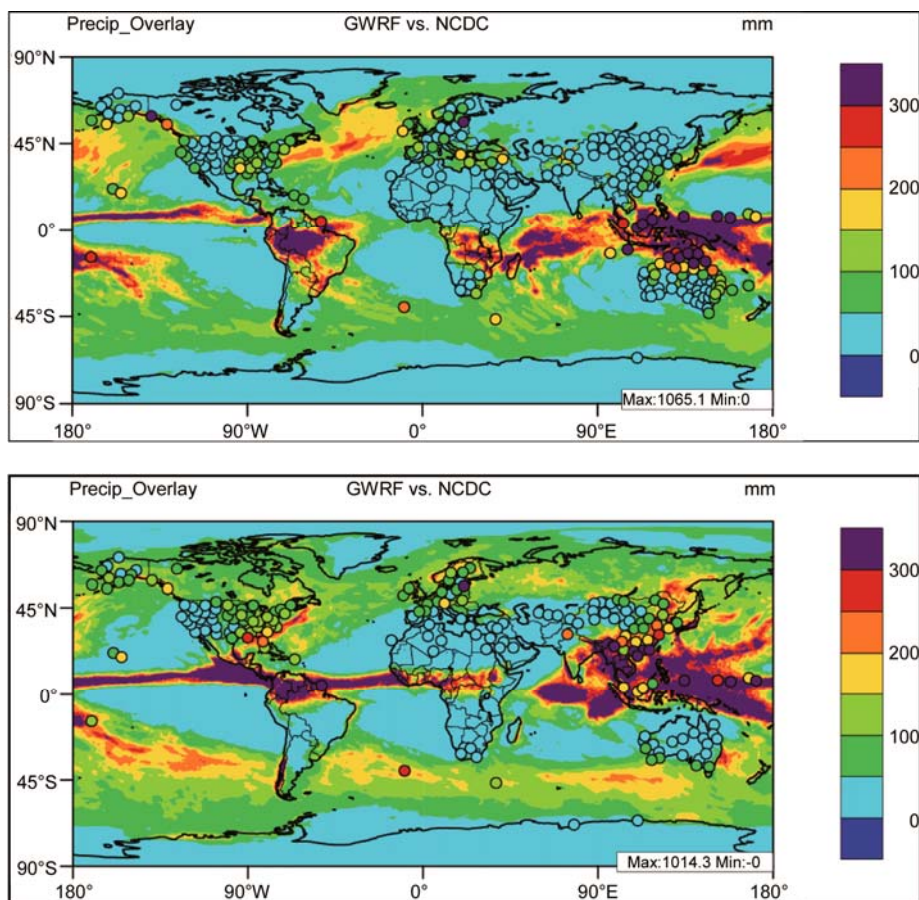 Precip_Overlay GWRF vs. NCDC mm
90°N
45°N
0°
45°S
90°S
180° 90°W 0° 90°E 180°
Max:1065.1 Min:0
300
200
100
0
Precip_Overlay GWRF vs. NCDC mm
90°N
45°N
0°
45°S
90°S
180° 90°W 0° 90°E 180°
Max:1014.3 Min:-0
300
200
100
0